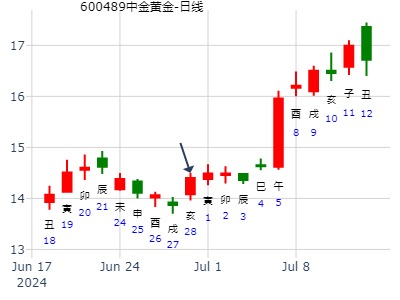 600489中金黄金-日线
17
16
15
14
13
丑
18
寅
19
卯
20
辰
21
未
24
申
25
酉
26
戌
27
亥
28
寅
1
卯
2
辰
3
巳
4
午
5
酉
8
戌
9
亥
10
子
11
丑
12
Jun 17
Jun 24
Jul 1
Jul 8
2024